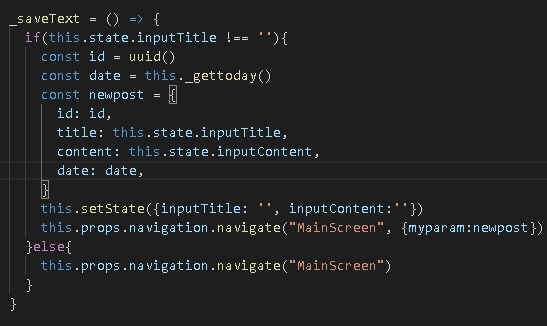 _saveText = () => {
if(this.state.inputTitle !== ''){
const id = uuid()
const date = this._gettoday()
const newpost = {
id: id,
title: this.state.inputTitle,
content: this.state.inputContent,
date: date,
}
this.setState({inputTitle: '', inputContent:''})
this.props.navigation.navigate("MainScreen", {myparam:newpost})
}else{
this.props.navigation.navigate("MainScreen")
}
}